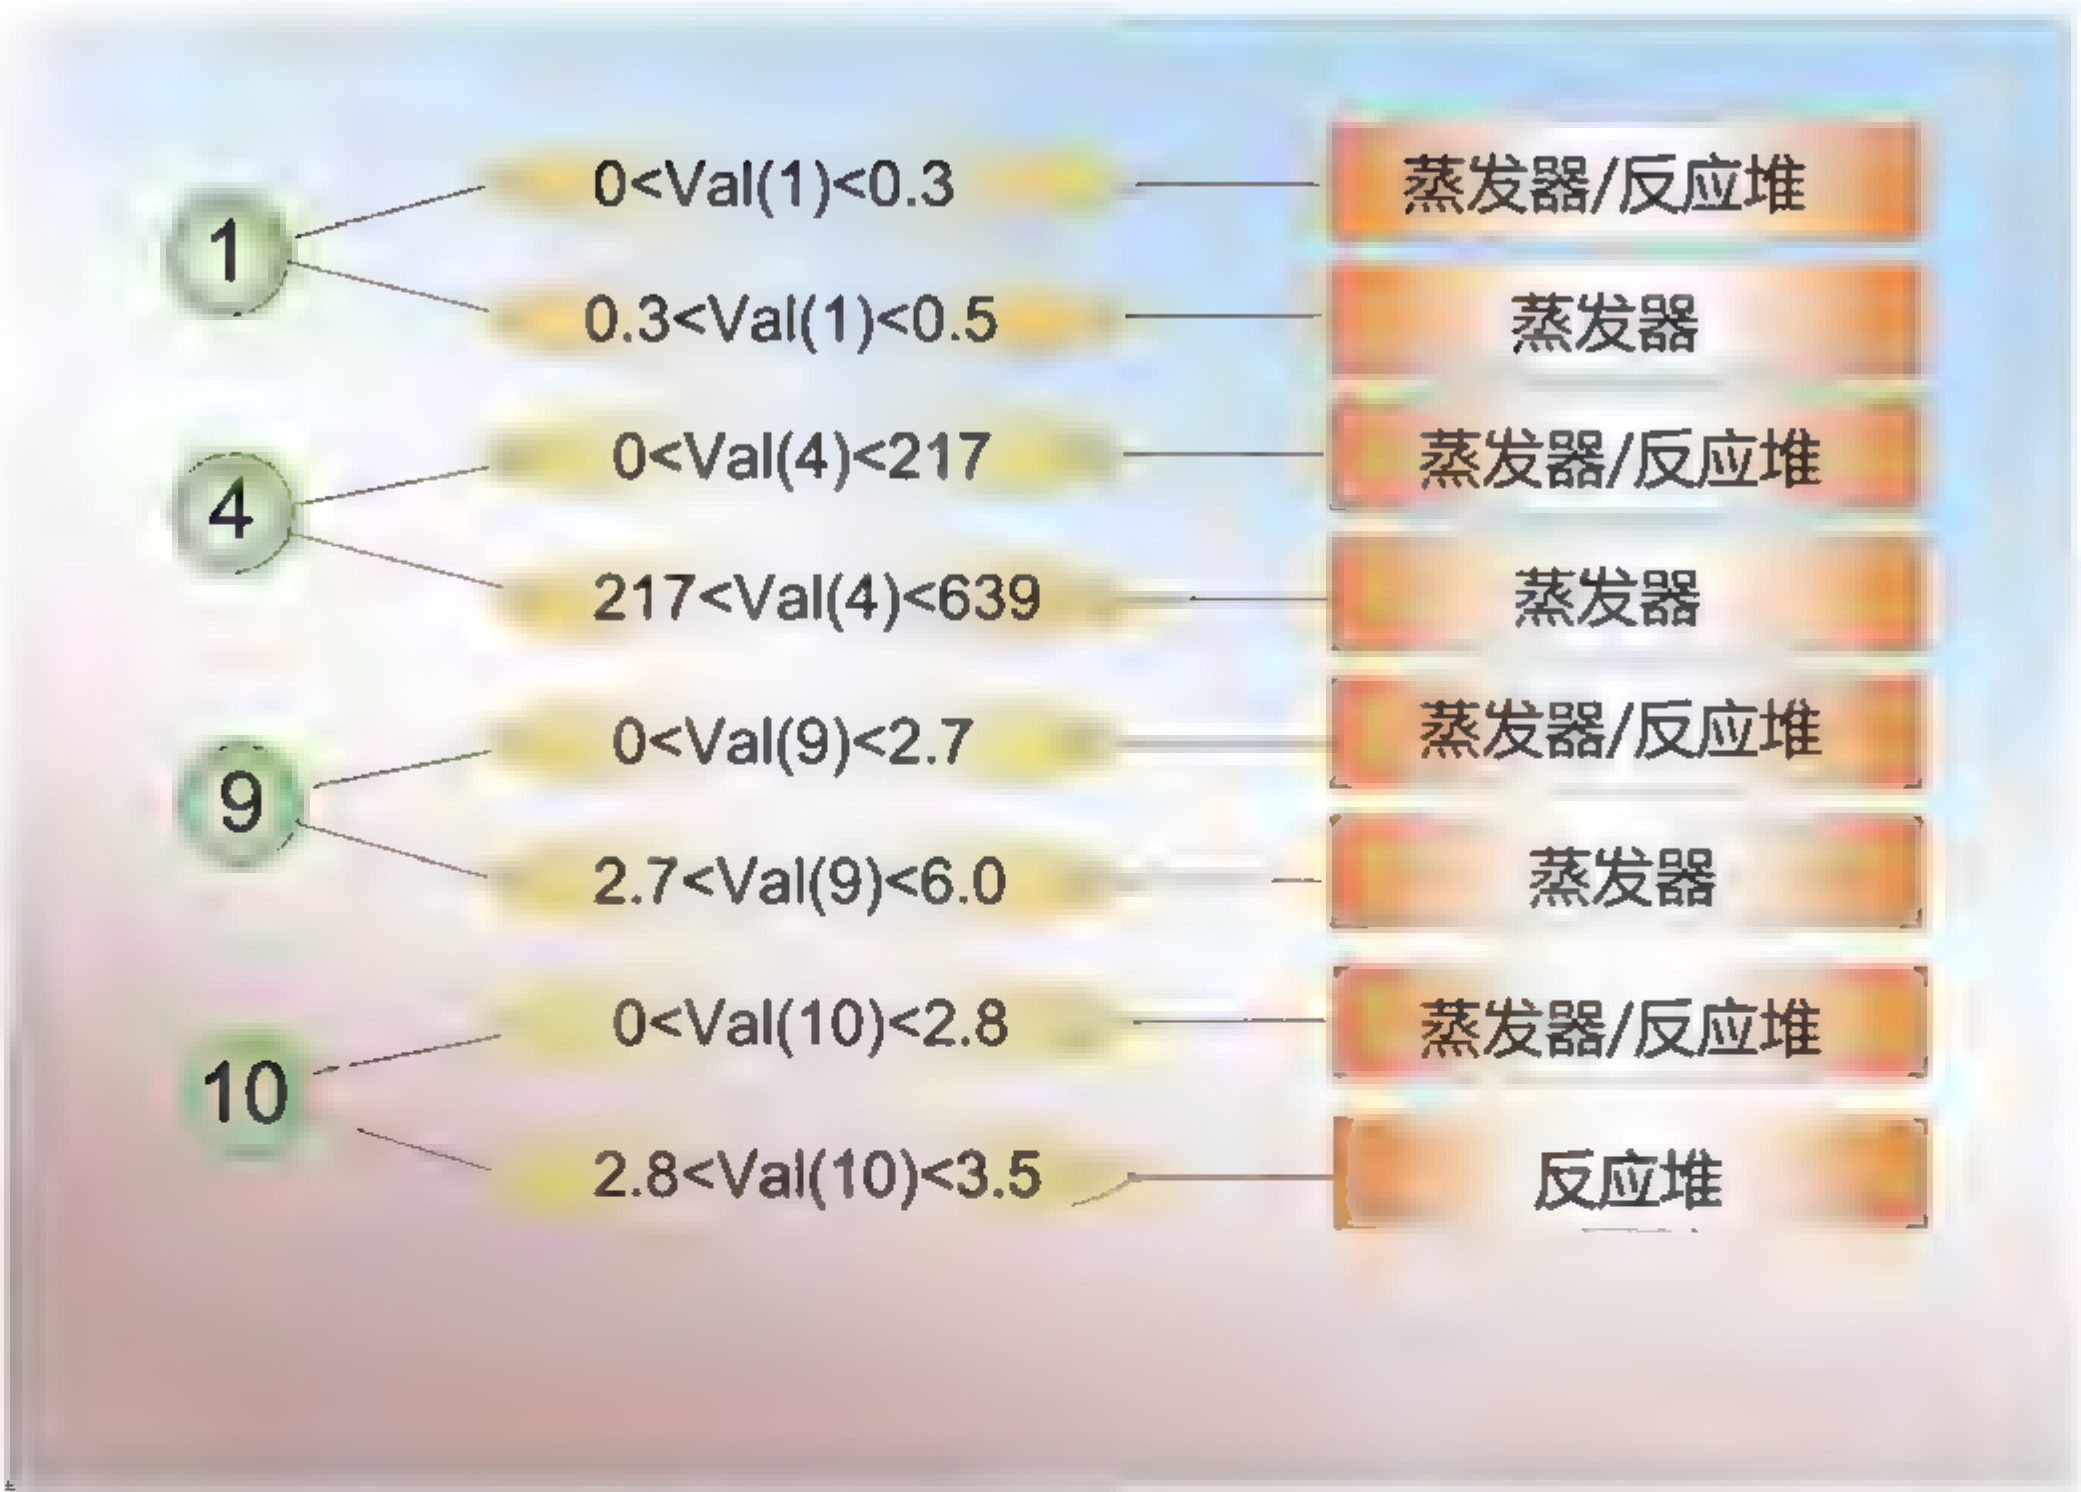 1
0<Val(1)<0.3
蒸发器/反应堆
0.3<Val(1)<0.5
蒸发器
4
0<Val(4)<217
蒸发器/反应堆
217<Val(4)<639
蒸发器
9
0<Val(9)<2.7
蒸发器/反应堆
2.7<Val(9)<6.0
蒸发器
10
0<Val(10)<2.8
蒸发器/反应堆
2.8<Val(10)<3.5
反应堆